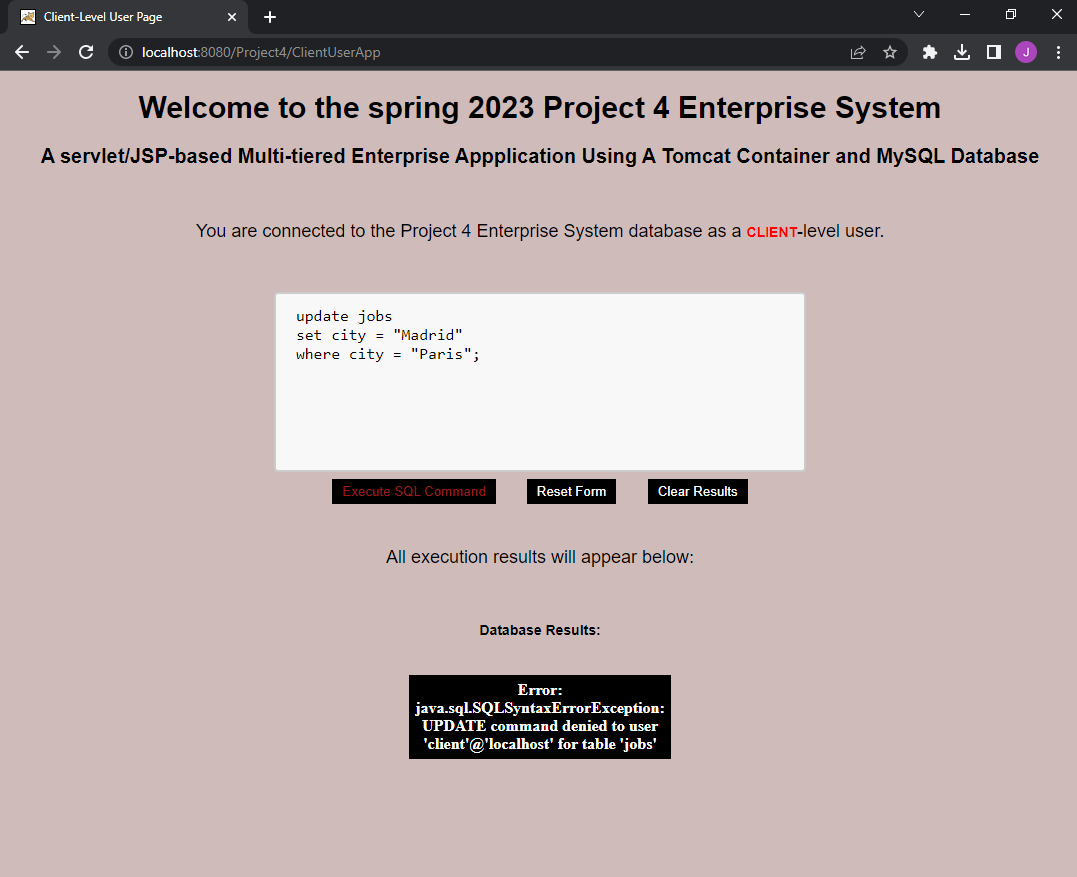 Client-Level User Page
localhost:8080/Project4/ClientUserApp
J
Welcome to the spring 2023 Project 4 Enterprise System
A servlet/JSP-based Multi-tiered Enterprise Appplication Using A Tomcat Container and MySQL Database
You are connected to the Project 4 Enterprise System database as a CLIENT-level user.
update jobs
set city = "Madrid"
where city = "Paris";
Execute SQL Command Reset Form Clear Results
All execution results will appear below:
Database Results:
Error:
java.sql.SQLSyntaxErrorException:
UPDATE command denied to user
'client'@'localhost' for table 'jobs'